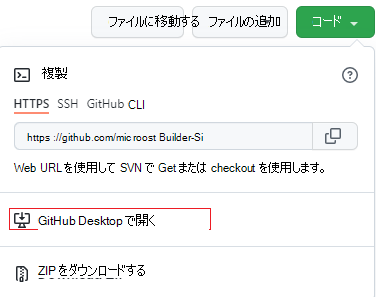 ファイルに移動する ファイルの追加 コード
複製
HTTPS SSH GitHub CLI
https ://github.com/microost Builder-Si
Web URLを使用して SVN で Getまたは checkout を使用します。
GitHub Desktop で開く
ZIP をダウンロードする